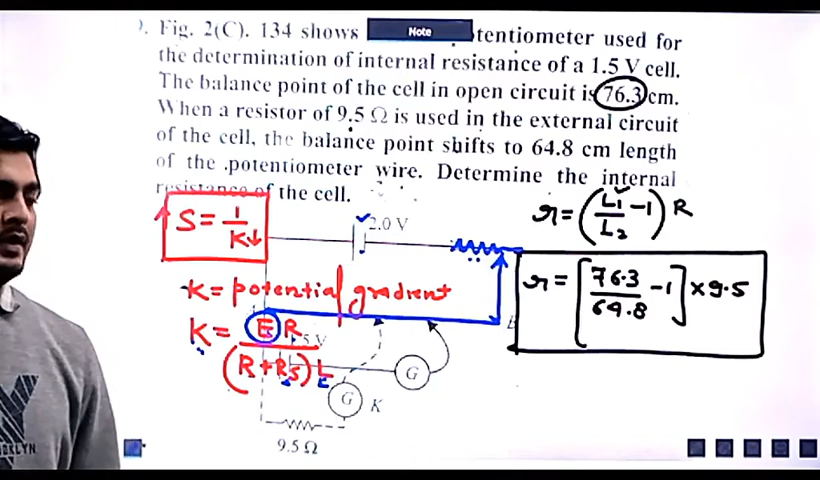 ). Fig. 2(C). 134 shows Note tentiometer used for
the determination of internal resistance of a 1.5 V cell.
The balance point of the cell in open circuit is 76.3 cm.
When a resistor of 9.5 Ω is used in the external circuit
of the cell, the balance point shifts to 64.8 cm length
of the potentiometer wire. Determine the internal
resistance of the cell.
S = 1/K↓
2.0 V
r = (L₁/L₂ - 1) R
K = potential gradient
r = [76.3/64.8 - 1] × 9.5
K = E R / (R + Rs) L
5 V
G
G
K
9.5 Ω
KLYN